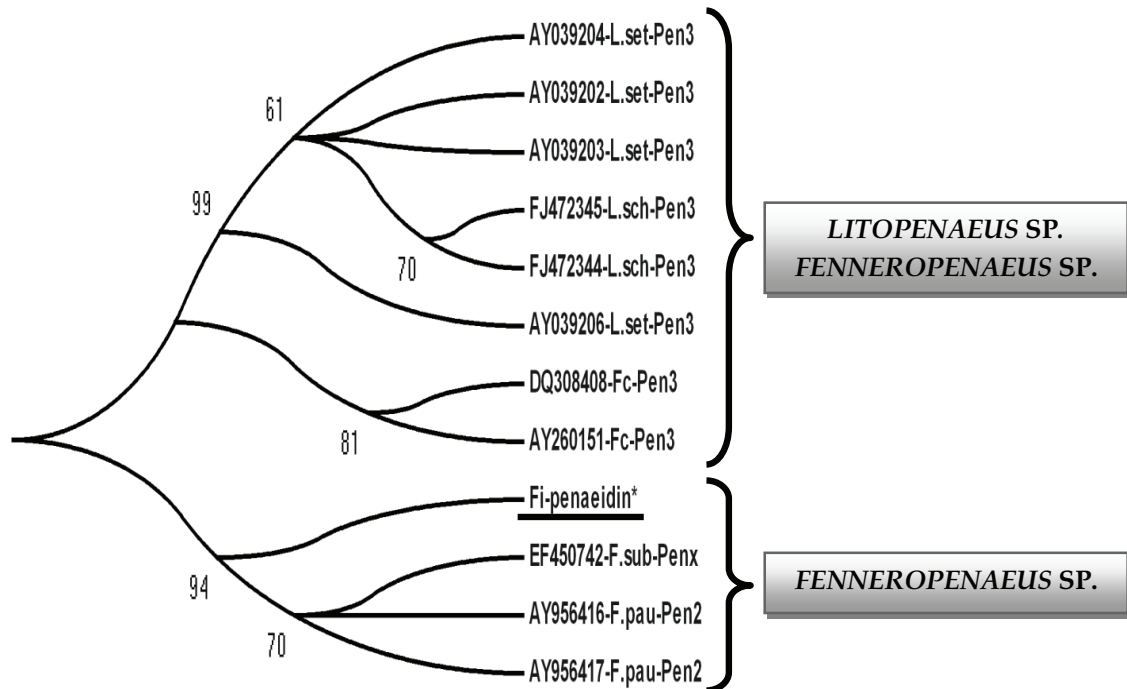 AY039204-L.set-Pen3
61
AY039202-L.set-Pen3
AY039203-L.set-Pen3
99
FJ472345-L.sch-Pen3
LITOPENAEUS SP.
FENNEROPENAEUS SP.
70
FJ472344-L.sch-Pen3
AY039206-L.set-Pen3
DQ308408-Fc-Pen3
81
AY260151-Fc-Pen3
Fi-penaeidin*
EF450742-F.sub-Penx
FENNEROPENAEUS SP.
94
AY956416-F.pau-Pen2
70
AY956417-F.pau-Pen2